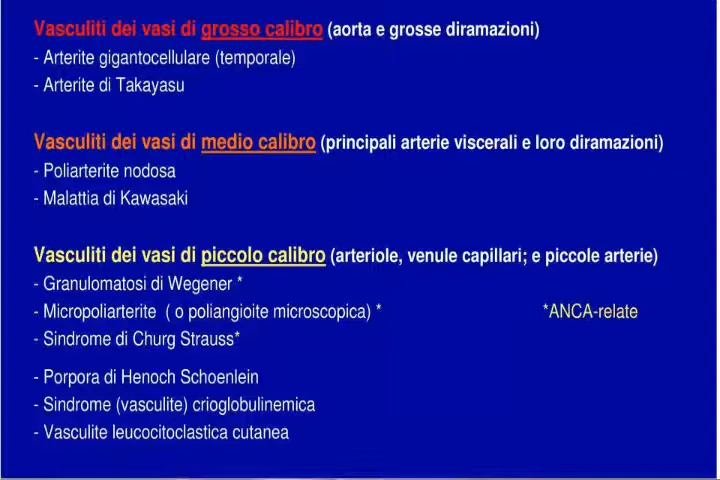 Vasculiti dei vasi di grosso calibro (aorta e grosse diramazioni)
- Arterite gigantocellulare (temporale)
- Arterite di Takayasu
Vasculiti dei vasi di medio calibro (principali arterie viscerali e loro diramazioni)
- Poliarterite nodosa
- Malattia di Kawasaki
Vasculiti dei vasi di piccolo calibro (arteriole, venule capillari; e piccole arterie)
- Granulomatosi di Wegener *
- Micropoliarterite ( o poliangioite microscopica) * *ANCA-relate
- Sindrome di Churg Strauss*
- Porpora di Henoch Schoenlein
- Sindrome (vasculite) crioglobulinemica
- Vasculite leucocitoclastica cutanea